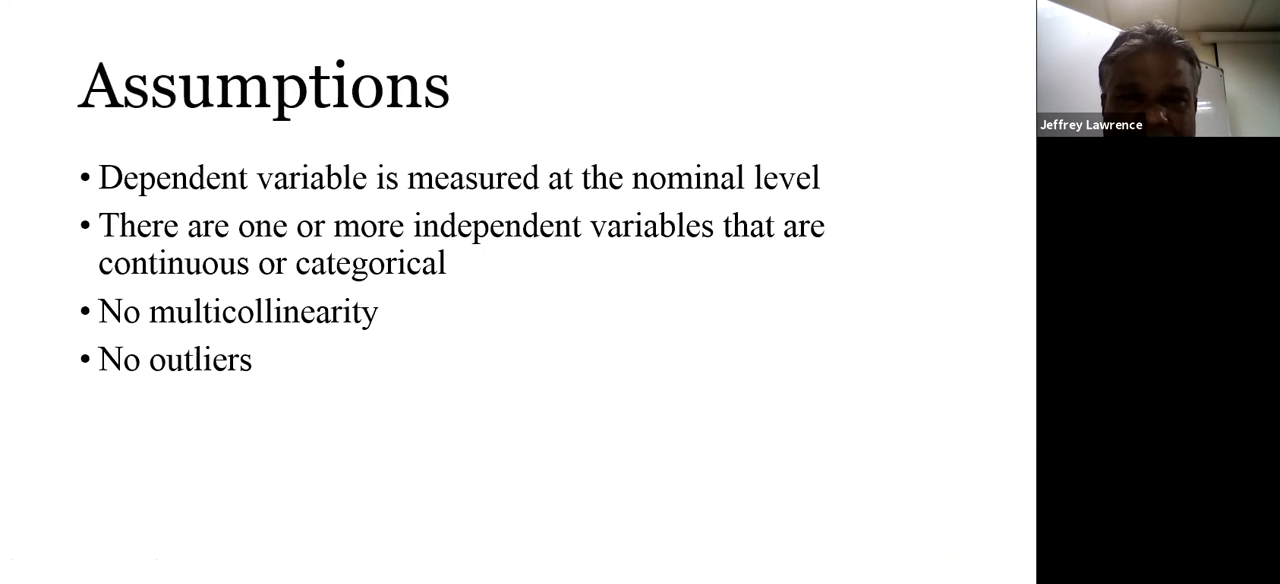 Assumptions
• Dependent variable is measured at the nominal level
• There are one or more independent variables that are
continuous or categorical
• No multicollinearity
• No outliers
Jeffrey Lawrence